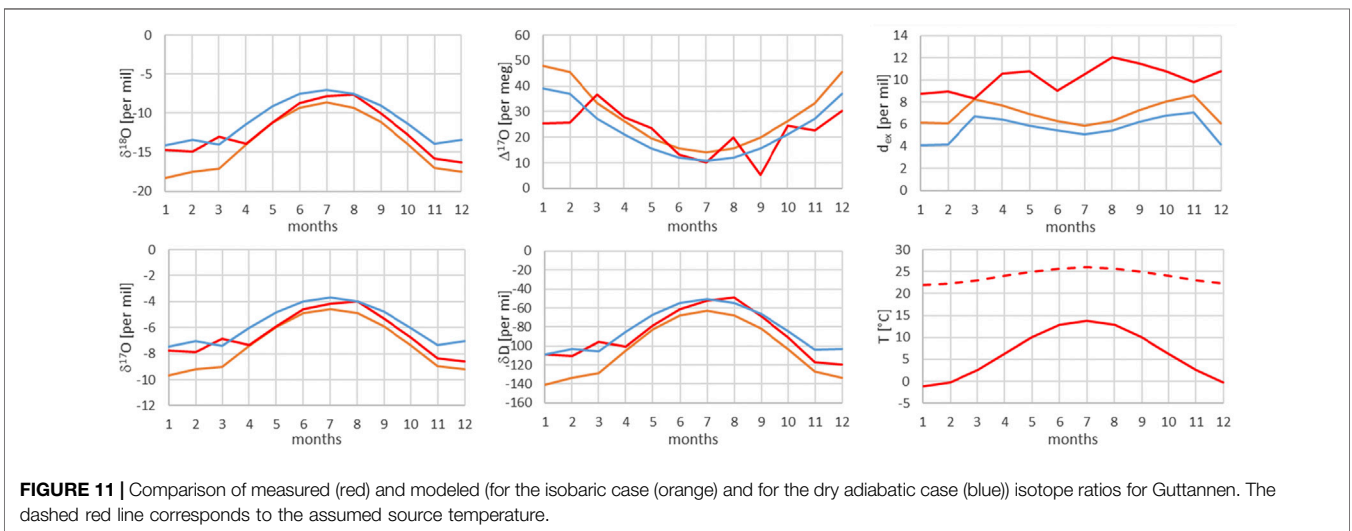 0
-5
-10
-15
-20
δ¹⁸O [per mil]
1 2 3 4 5 6 7 8 9 10 11 12
months
60
50
40
30
20
10
0
Δ¹⁷O [per meg]
1 2 3 4 5 6 7 8 9 10 11 12
months
14
12
10
8
6
4
2
0
dex [per mil]
1 2 3 4 5 6 7 8 9 10 11 12
months
0
-2
-4
-6
-8
-10
-12
δ¹⁷O [per mil]
1 2 3 4 5 6 7 8 9 10 11 12
months
0
-20
-40
-60
-80
-100
-120
-140
-160
δD [per mil]
1 2 3 4 5 6 7 8 9 10 11 12
months
30
25
20
15
10
5
0
-5
T [°C]
1 2 3 4 5 6 7 8 9 10 11 12
months
FIGURE 11 | Comparison of measured (red) and modeled (for the isobaric case (orange) and for the dry adiabatic case (blue)) isotope ratios for Guttannen. The
dashed red line corresponds to the assumed source temperature.